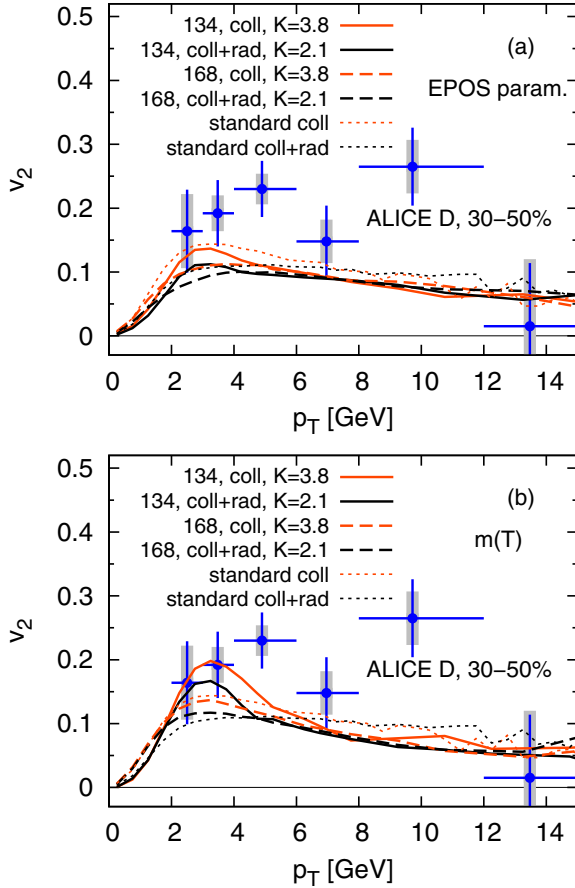 0.5
134, coll, K=3.8
(a)
134, coll+rad, K=2.1
0.4
168, coll, K=3.8
EPOS param.
168, coll+rad, K=2.1
standard coll
0.3
standard coll+rad
v2
0.2
ALICE D, 30–50%
0.1
0
0 2 4 6 8 10 12 14
pT [GeV]
0.5
134, coll, K=3.8
(b)
134, coll+rad, K=2.1
0.4
168, coll, K=3.8
m(T)
168, coll+rad, K=2.1
standard coll
0.3
standard coll+rad
v2
0.2
ALICE D, 30–50%
0.1
0
0 2 4 6 8 10 12 14
pT [GeV]